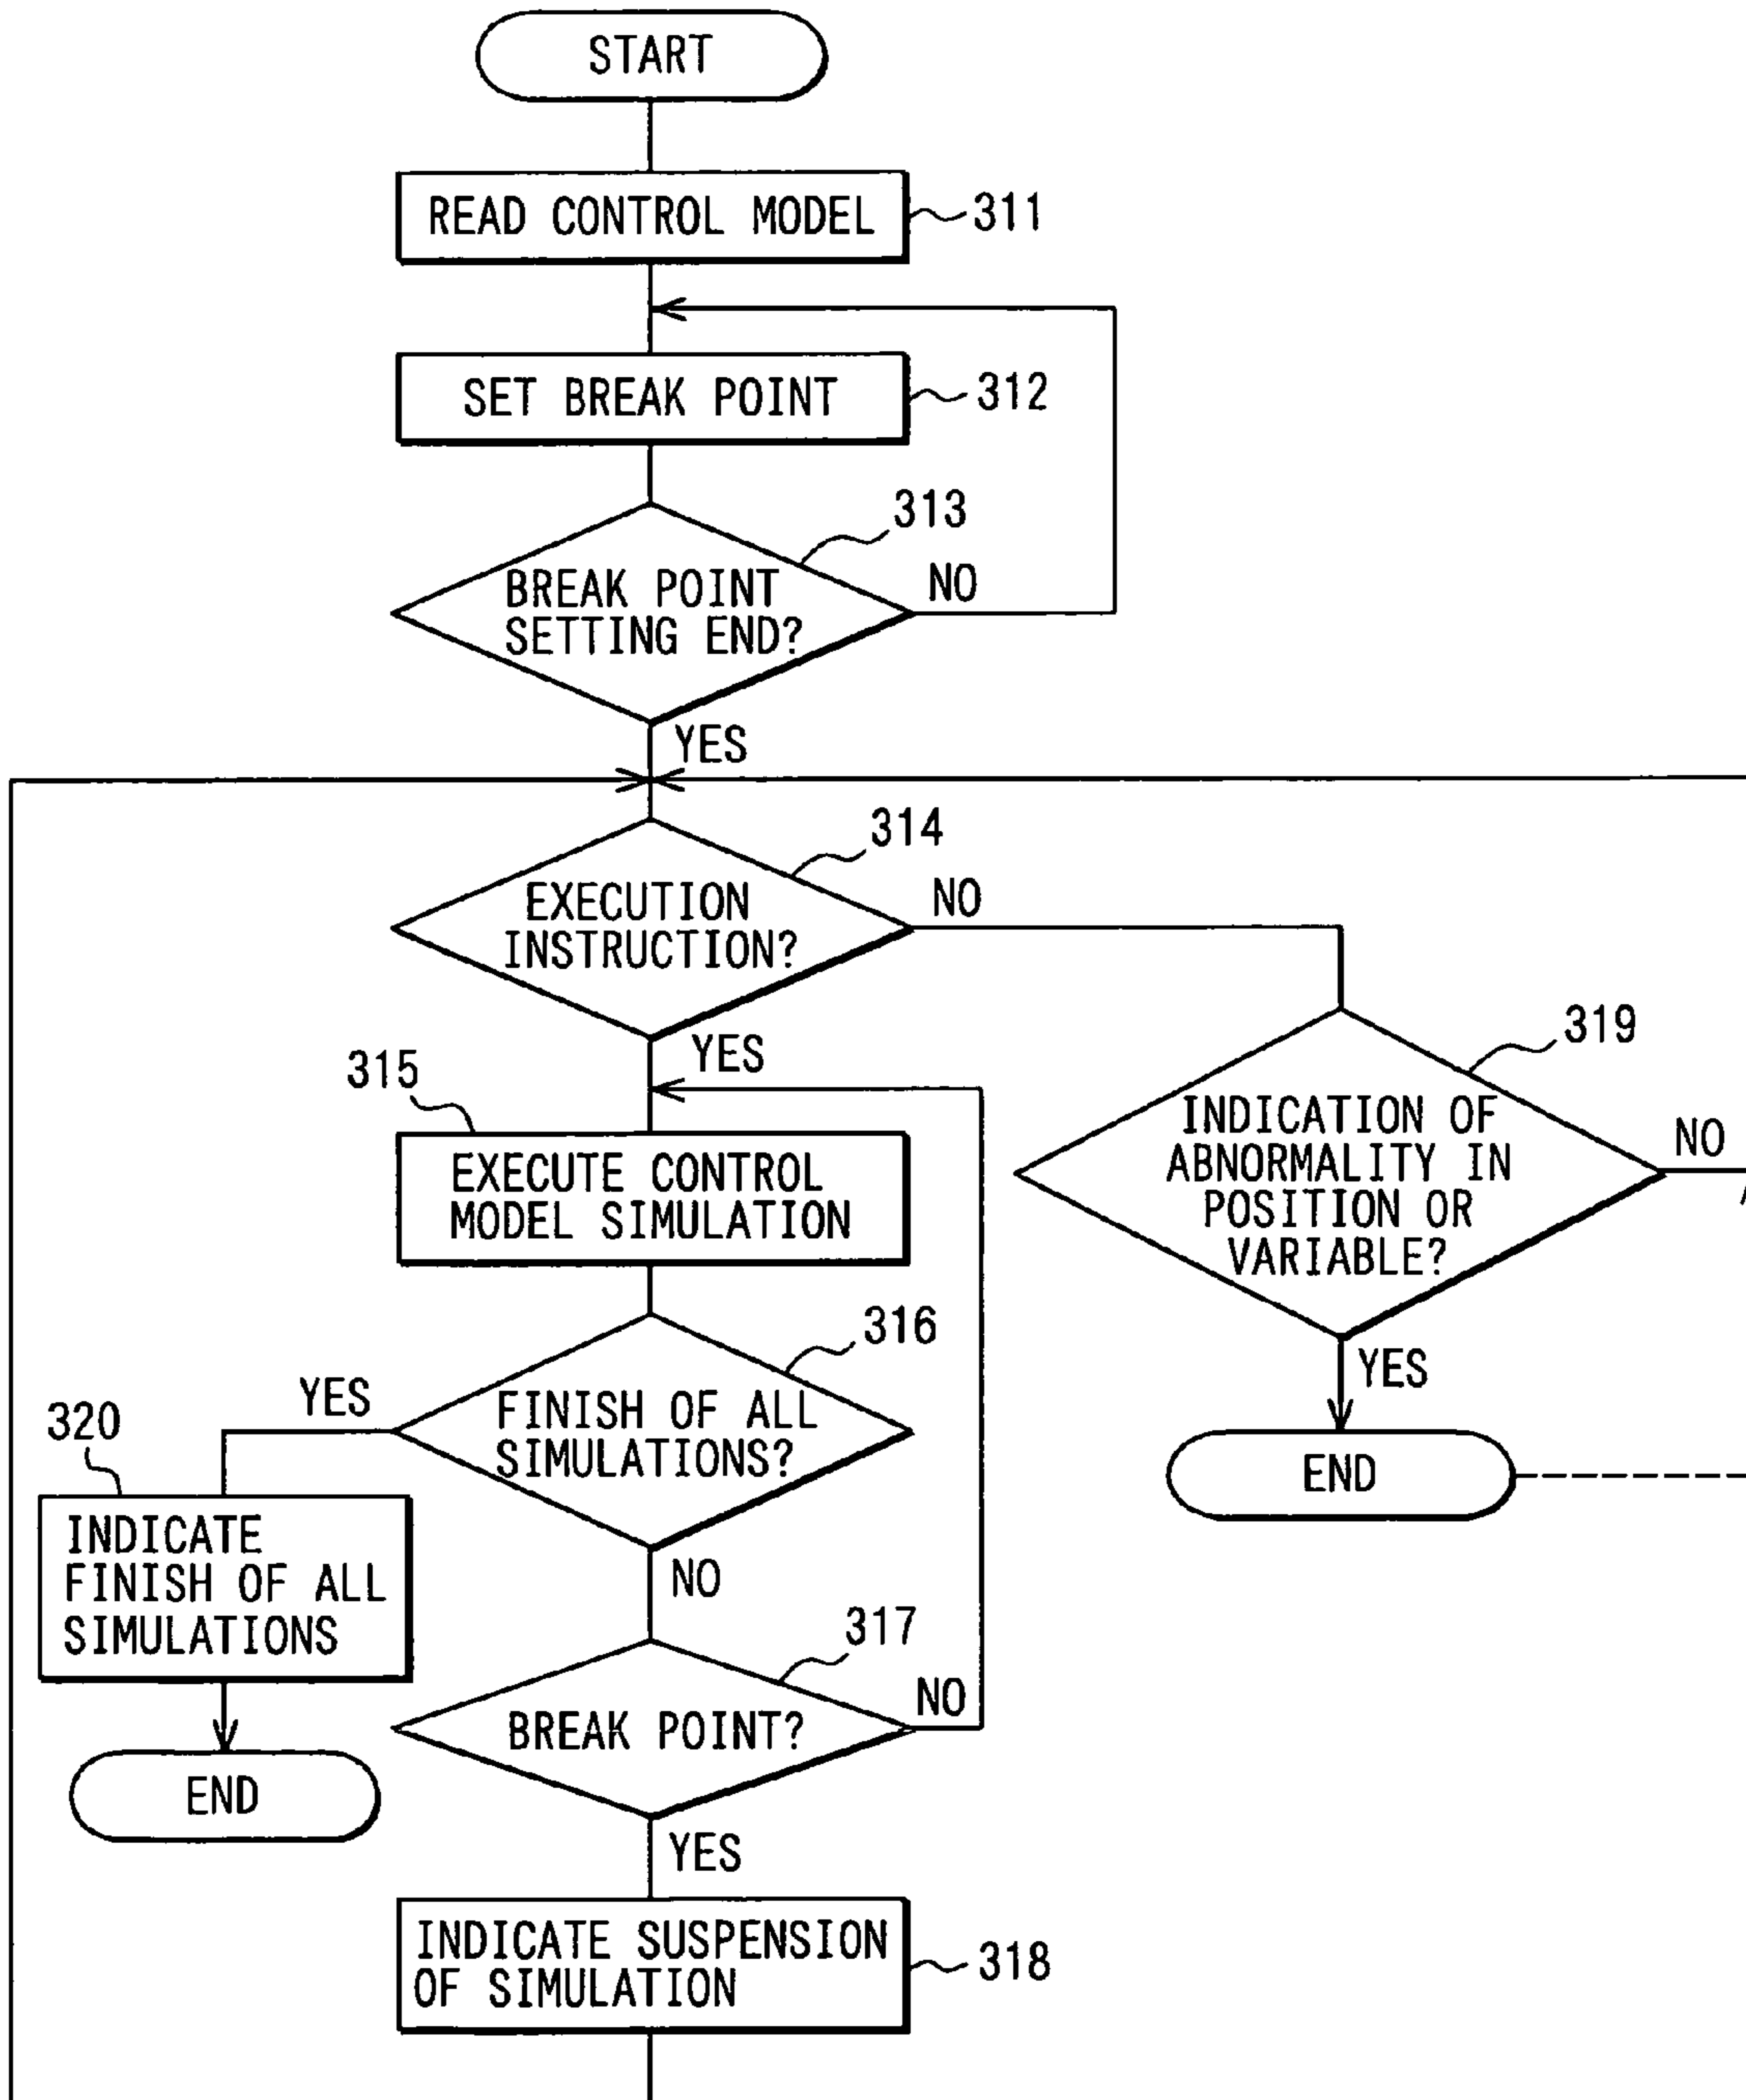 START
READ CONTROL MODEL
311
SET BREAK POINT
312
313
BREAK POINT
SETTING END?
NO
YES
314
EXECUTION
INSTRUCTION?
NO
YES
319
INDICATION OF
ABNORMALITY IN
POSITION OR
VARIABLE?
NO
YES
END
315
EXECUTE CONTROL
MODEL SIMULATION
316
FINISH OF ALL
SIMULATIONS?
YES
NO
320
INDICATE
FINISH OF ALL
SIMULATIONS
END
317
BREAK POINT?
NO
YES
INDICATE SUSPENSION
OF SIMULATION
318